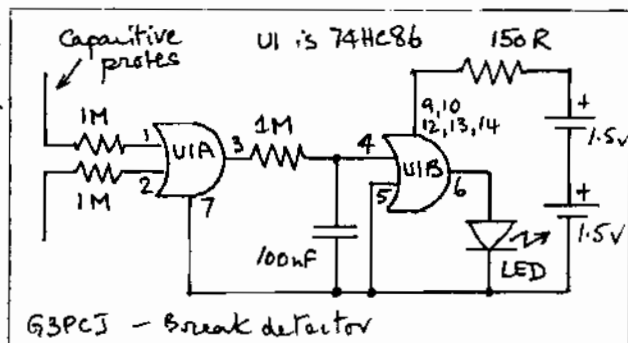 Capacitive
probes
U1 is 74HC86
150R
1M
1
U1A
3
1M
2
1M
7
9,10
12,13,14
4
U1B
5
6
+
1.5v
+
1.5v
100nF
LED
G3PCJ - Break detector